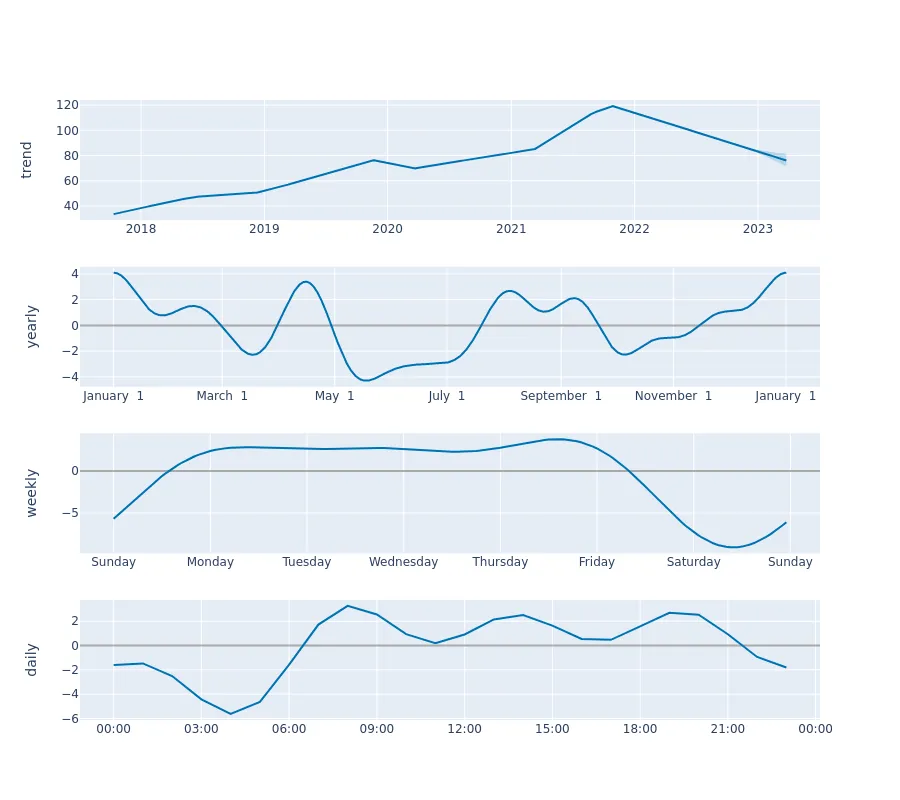 trend
120
100
80
60
40
2018 2019 2020 2021 2022 2023
yearly
4
2
0
−2
−4
January 1 March 1 May 1 July 1 September 1 November 1 January 1
weekly
0
−5
Sunday Monday Tuesday Wednesday Thursday Friday Saturday Sunday
daily
2
0
−2
−4
−6
00:00 03:00 06:00 09:00 12:00 15:00 18:00 21:00 00:00